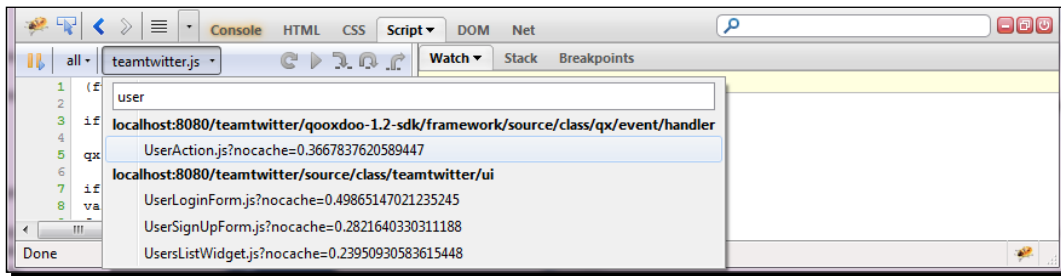 Console HTML CSS Script DOM Net
all teamtwitter.js Watch Stack Breakpoints
1 (f
user
2
3 if
localhost:8080/teamtwitter/qooxdoo-1.2-sdk/framework/source/class/qx/event/handler
4
5 qx
UserAction.js?nocache=0.3667837620589447
6
localhost:8080/teamtwitter/source/class/teamtwitter/ui
7 if
UsersLoginForm.js?nocache=0.49865147021235245
8 va
UserSignUpForm.js?nocache=0.2821640330311188
Done
UsersListWidget.js?nocache=0.23950930583615448